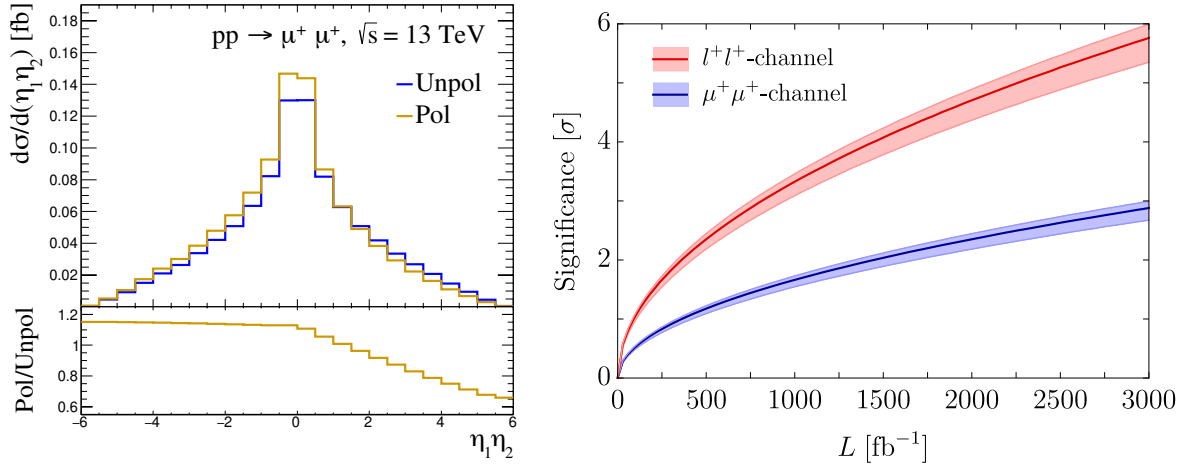 pp → μ⁺ μ⁺, √s = 13 TeV
Unpol
Pol
dσ/d(η₁η₂) [fb]
0.18
0.16
0.14
0.12
0.10
0.08
0.06
0.04
0.02
Pol/Unpol
1.2
1.0
0.8
0.6
−6 −4 −2 0 2 4 6
η₁η₂
l⁺l⁺-channel
μ⁺μ⁺-channel
Significance [σ]
6
4
2
0
0 500 1000 1500 2000 2500 3000
L [fb⁻¹]